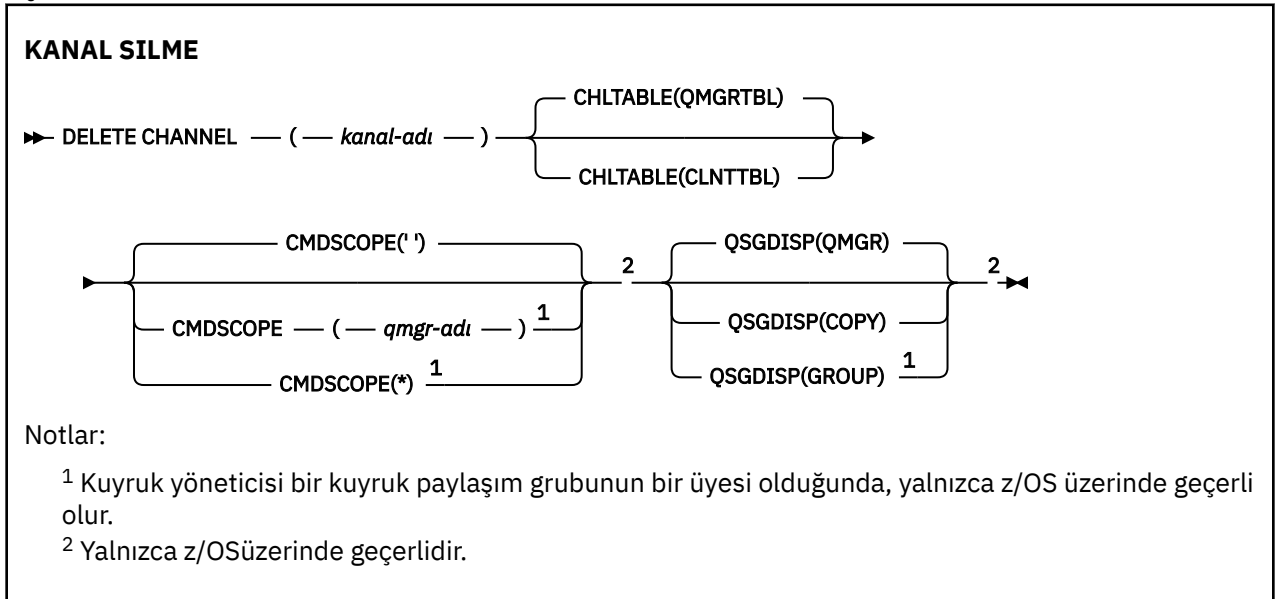 KANAL SILME
CHLTABLE(QMGRTBL)
DELETE CHANNEL ( kanal-adı )
CHLTABLE(CLNTTBL)
CMDSCOPE(' ') QSGDISP(QMGR)
2 2
CMDSCOPE ( qmgr-adı ) 1 QSGDISP(COPY)
CMDSCOPE(*) 1 QSGDISP(GROUP) 1
Notlar:
1 Kuyruk yöneticisi bir kuyruk paylaşım grubunun bir üyesi olduğunda, yalnızca z/OS üzerinde geçerli
olur.
2 Yalnızca z/OSüzerinde geçerlidir.